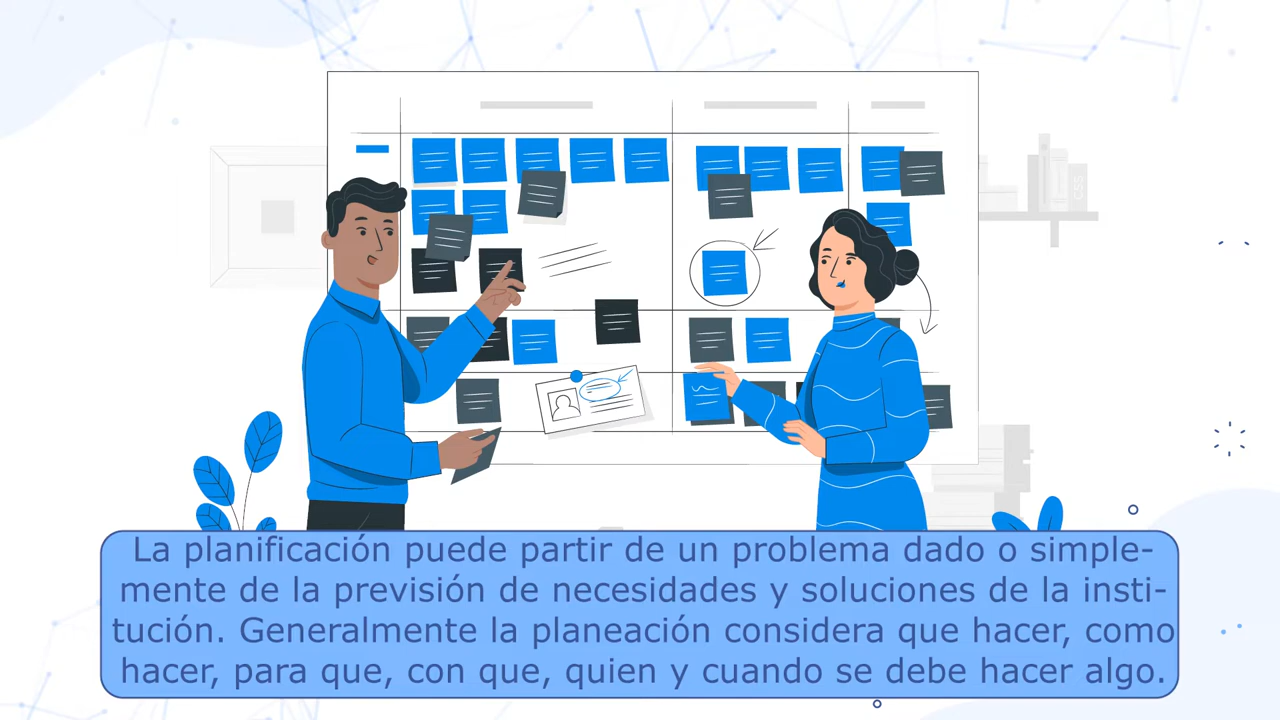 CSS
La planificación puede partir de un problema dado o simple-
mente de la previsión de necesidades y soluciones de la insti-
tución. Generalmente la planeación considera que hacer, como
hacer, para que, con que, quien y cuando se debe hacer algo.